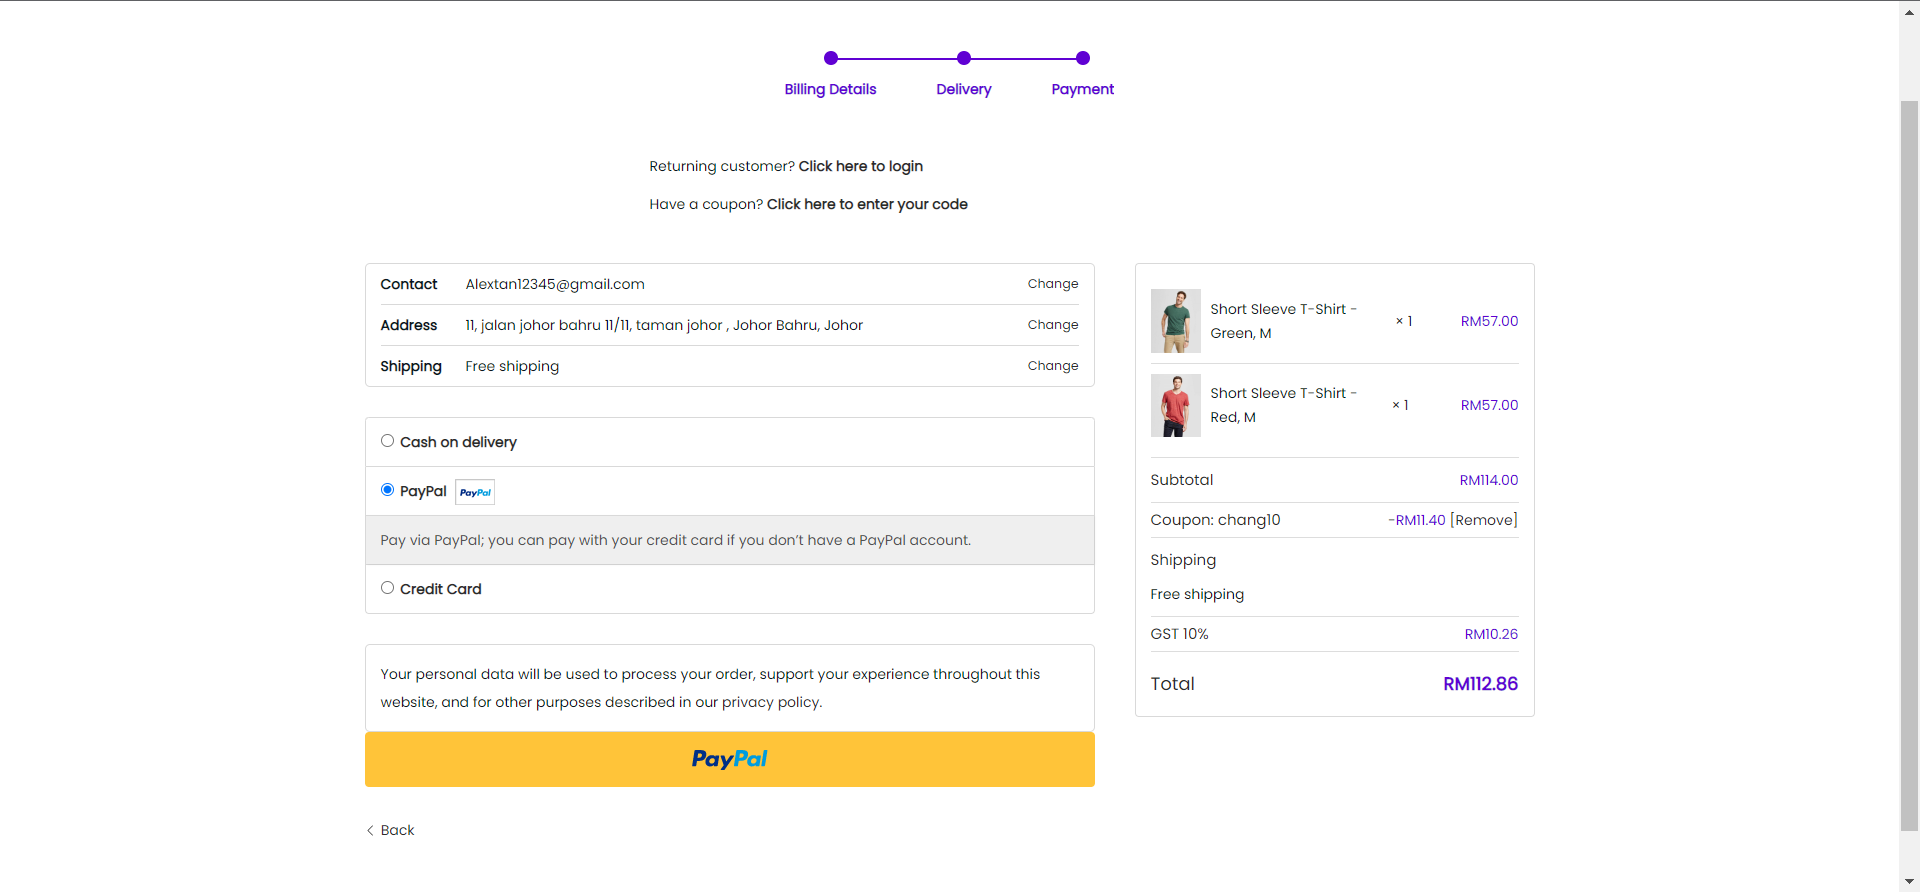 Billing Details Delivery Payment
Returning customer? Click here to login
Have a coupon? Click here to enter your code
Contact Alextan12345@gmail.com Change
Address 11, jalan johor bahru 11/11, taman johor , Johor Bahru, Johor Change
Shipping Free shipping Change
Cash on delivery
PayPal PayPal
Pay via PayPal; you can pay with your credit card if you don’t have a PayPal account.
Credit Card
Your personal data will be used to process your order, support your experience throughout this
website, and for other purposes described in our privacy policy.
PayPal
< Back
Short Sleeve T-Shirt -
Green, M × 1 RM57.00
Short Sleeve T-Shirt -
Red, M × 1 RM57.00
Subtotal RM114.00
Coupon: chang10 -RM11.40 [Remove]
Shipping
Free shipping
GST 10% RM10.26
Total RM112.86